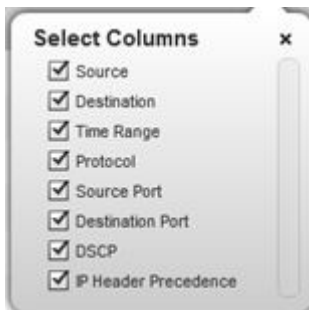 Select Columns
Source
Destination
Time Range
Protocol
Source Port
Destination Port
DSCP
IP Header Precedence